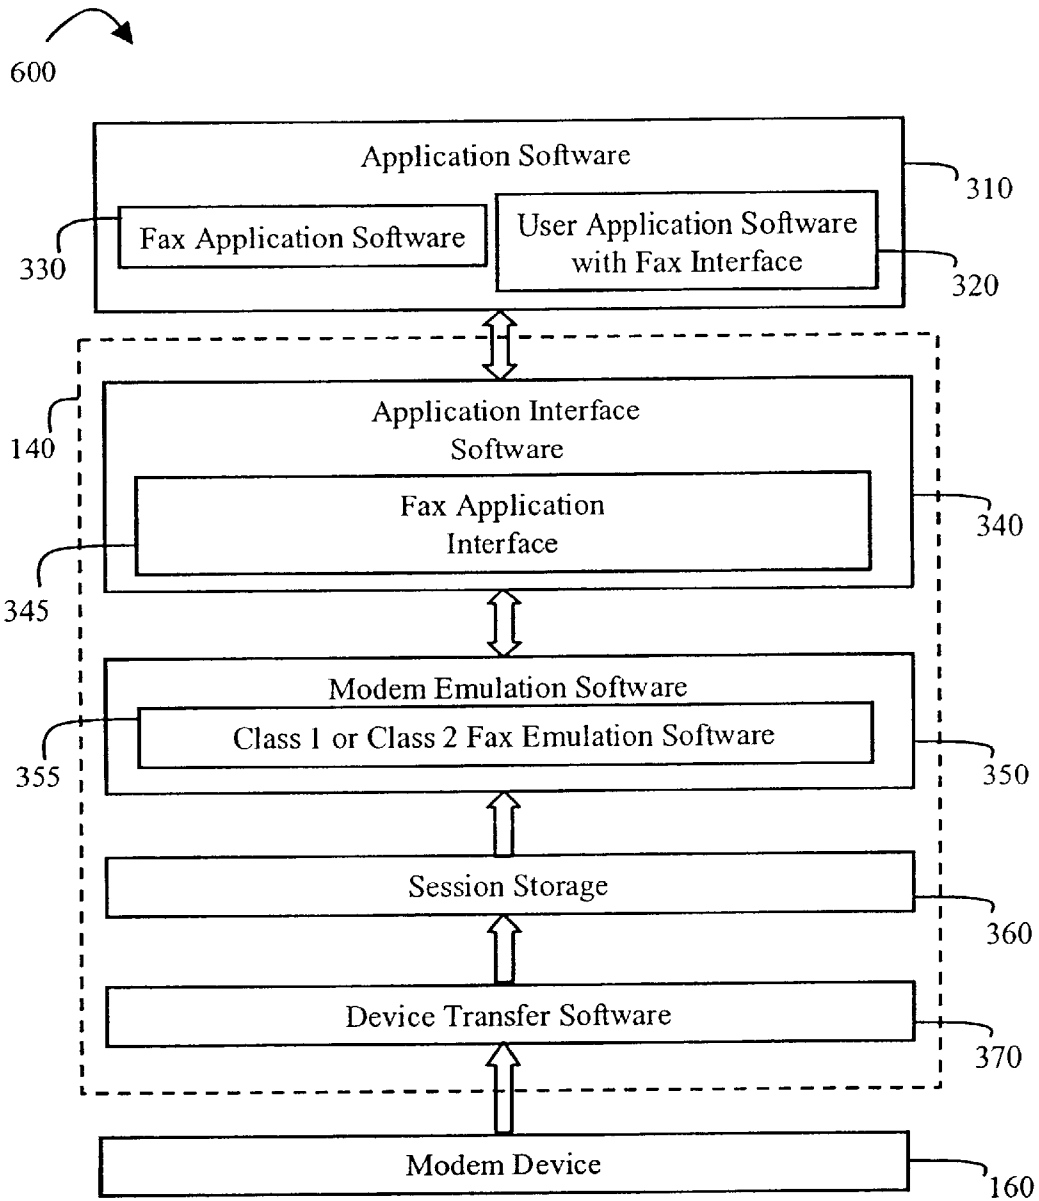 600
Application Software
310
Fax Application Software
User Application Software
with Fax Interface
330
320
Application Interface
Software
140
Fax Application
Interface
340
345
Modem Emulation Software
Class 1 or Class 2 Fax Emulation Software
355
350
Session Storage
360
Device Transfer Software
370
Modem Device
160